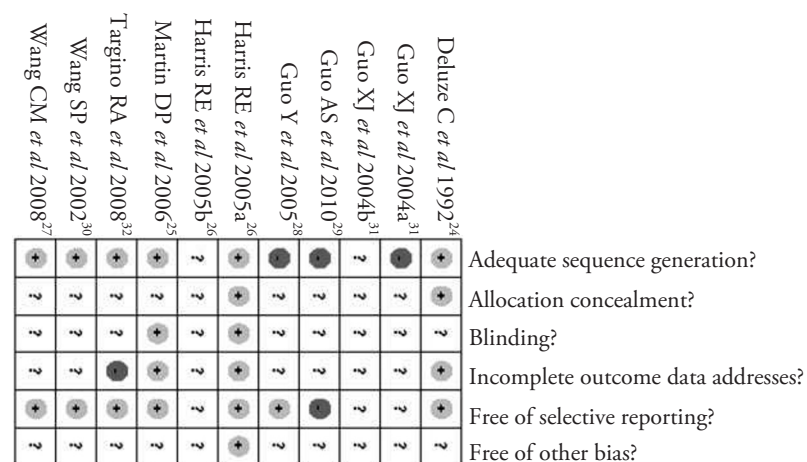 Wang CM et al 2008²⁷
Wang SP et al 2002³⁰
Targino RA et al 2008³²
Martin DP et al 2006²⁵
Harris RE et al 2005b²⁶
Harris RE et al 2005a²⁶
Guo Y et al 2005²⁸
Guo AS et al 2010²⁹
Guo XJ et al 2004b³¹
Guo XJ et al 2004a³¹
Deluze C et al 1992²⁴
+ + + + ? + - - ? - + Adequate sequence generation?
? ? ? ? ? + ? ? ? ? + Allocation concealment?
? ? ? + ? + ? ? ? ? ? Blinding?
? ? - + ? + ? ? ? ? + Incomplete outcome data addresses?
+ + + + ? + + - ? ? + Free of selective reporting?
? ? ? ? ? + ? ? ? ? ? Free of other bias?